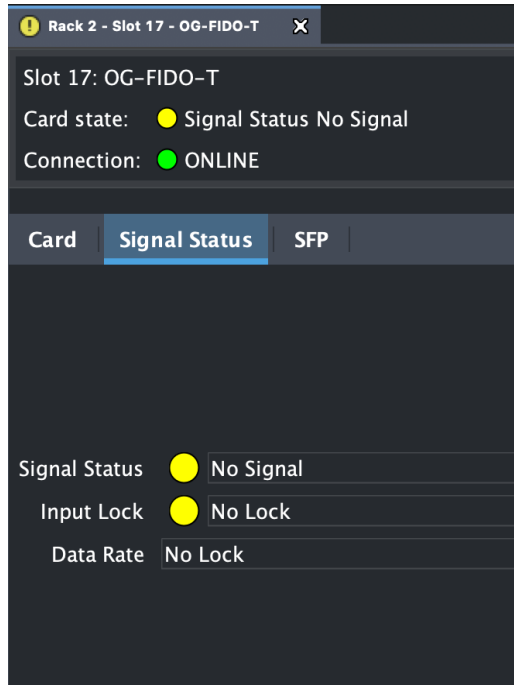 Rack 2 - Slot 17 - OG-FIDO-T
Slot 17: OG-FIDO-T
Card state: Signal Status No Signal
Connection: ONLINE
Card Signal Status SFP
Signal Status No Signal
Input Lock No Lock
Data Rate No Lock